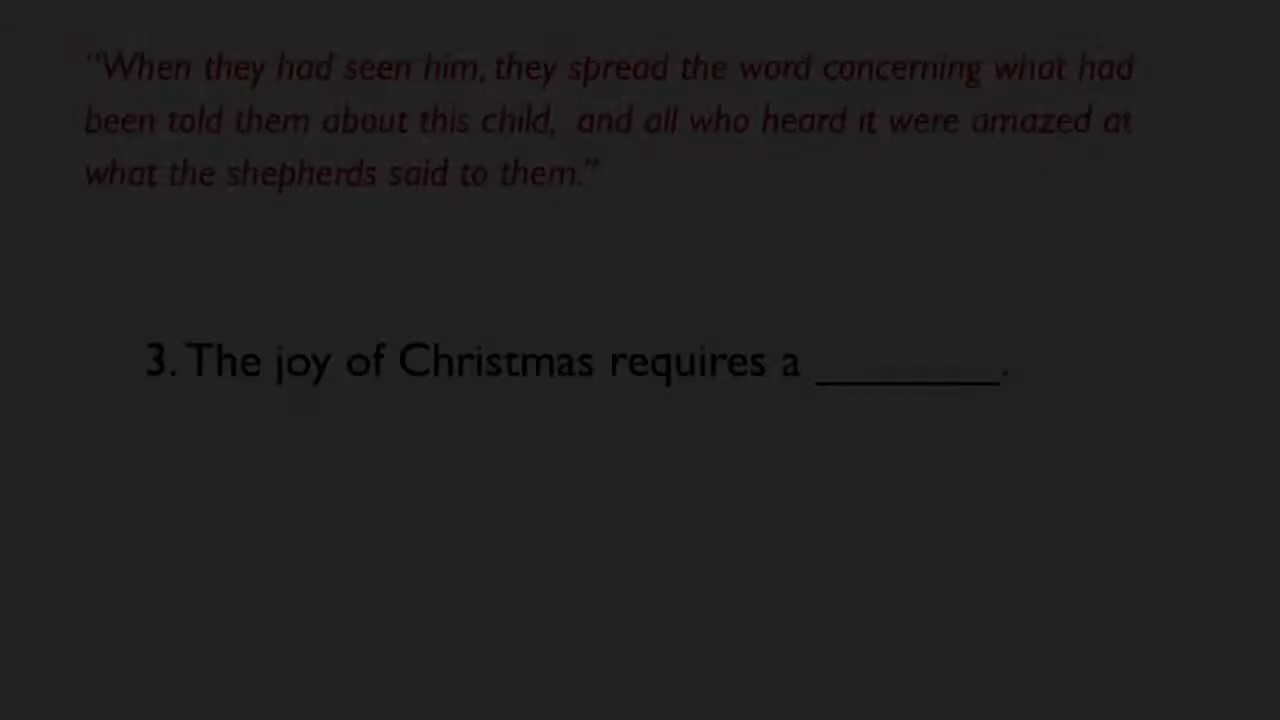 "When they had seen him, they spread the word concerning what had
been told them about this child, and all who heard it were amazed at
what the shepherds said to them."
3. The joy of Christmas requires a ________.